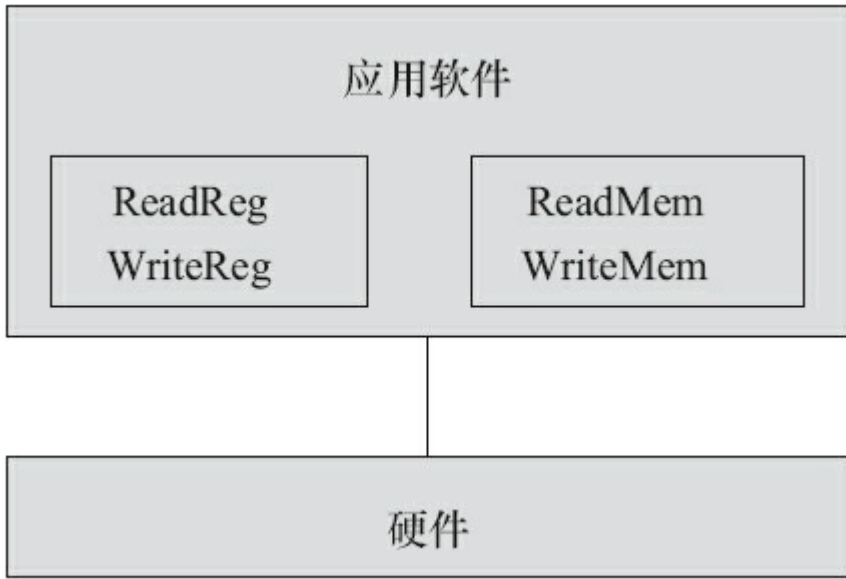 应用软件
ReadReg
WriteReg
ReadMem
WriteMem
硬件